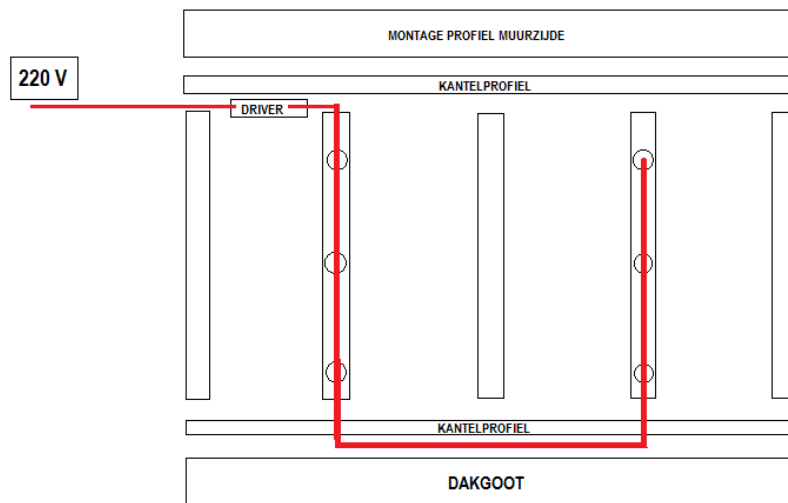 MONTAGE PROFIEL MUURZIJDE
220 V
KANTELPROFIEL
DRIVER
KANTELPROFIEL
DAKGOOT